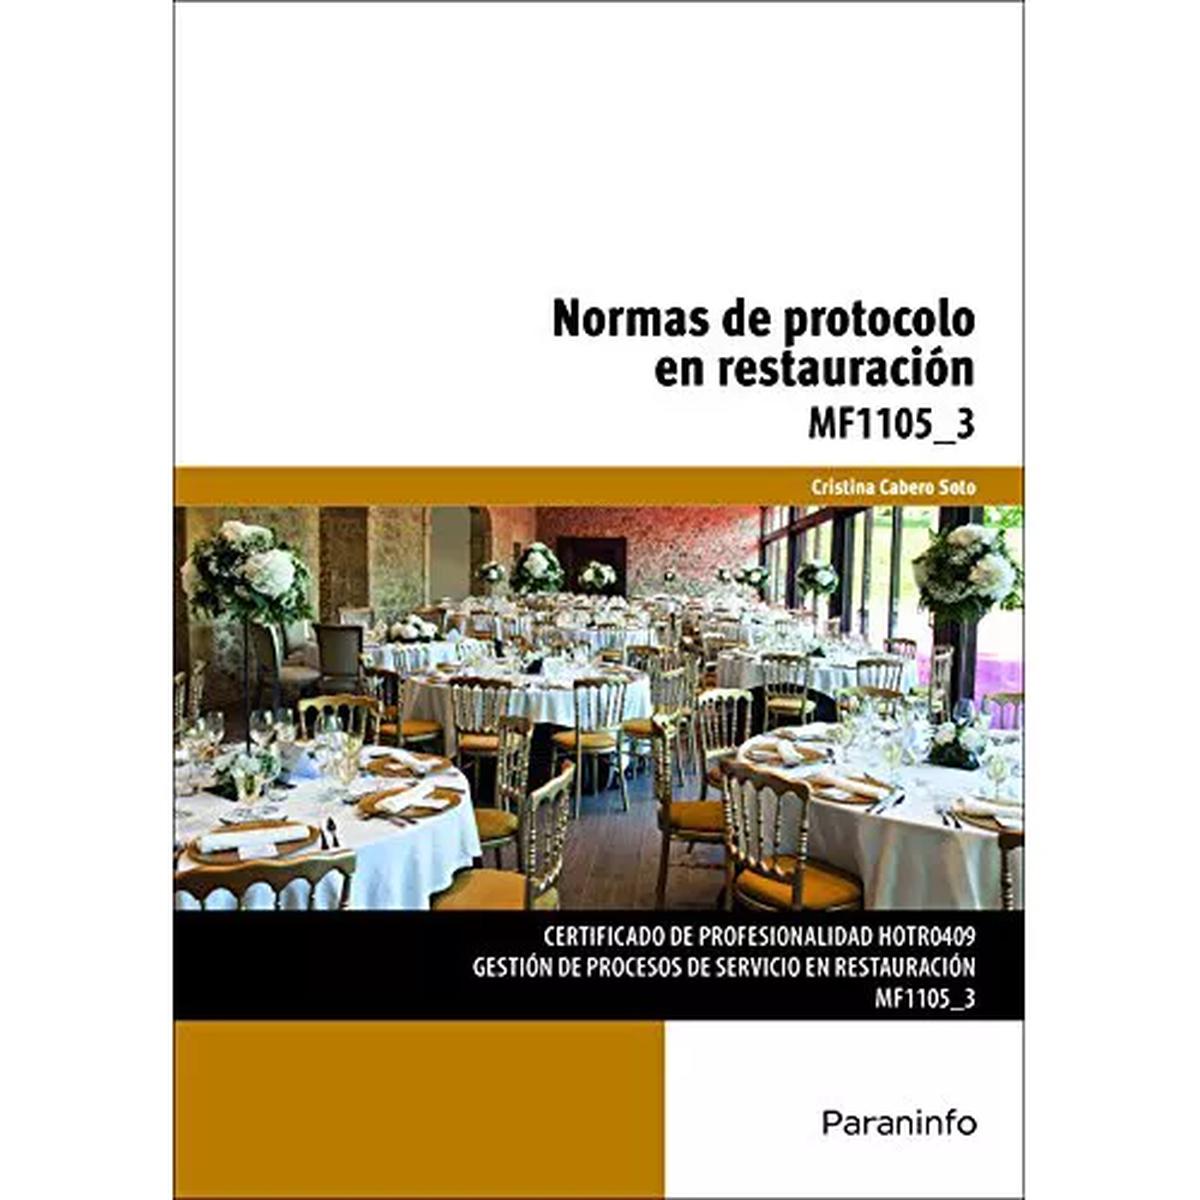 Normas de protocolo
en restauración
MF1105_3
Cristina Cabero Soto
CERTIFICADO DE PROFESIONALIDAD HOTR0409
GESTIÓN DE PROCESOS DE SERVICIO EN RESTAURACIÓN
MF1105_3
Paraninfo